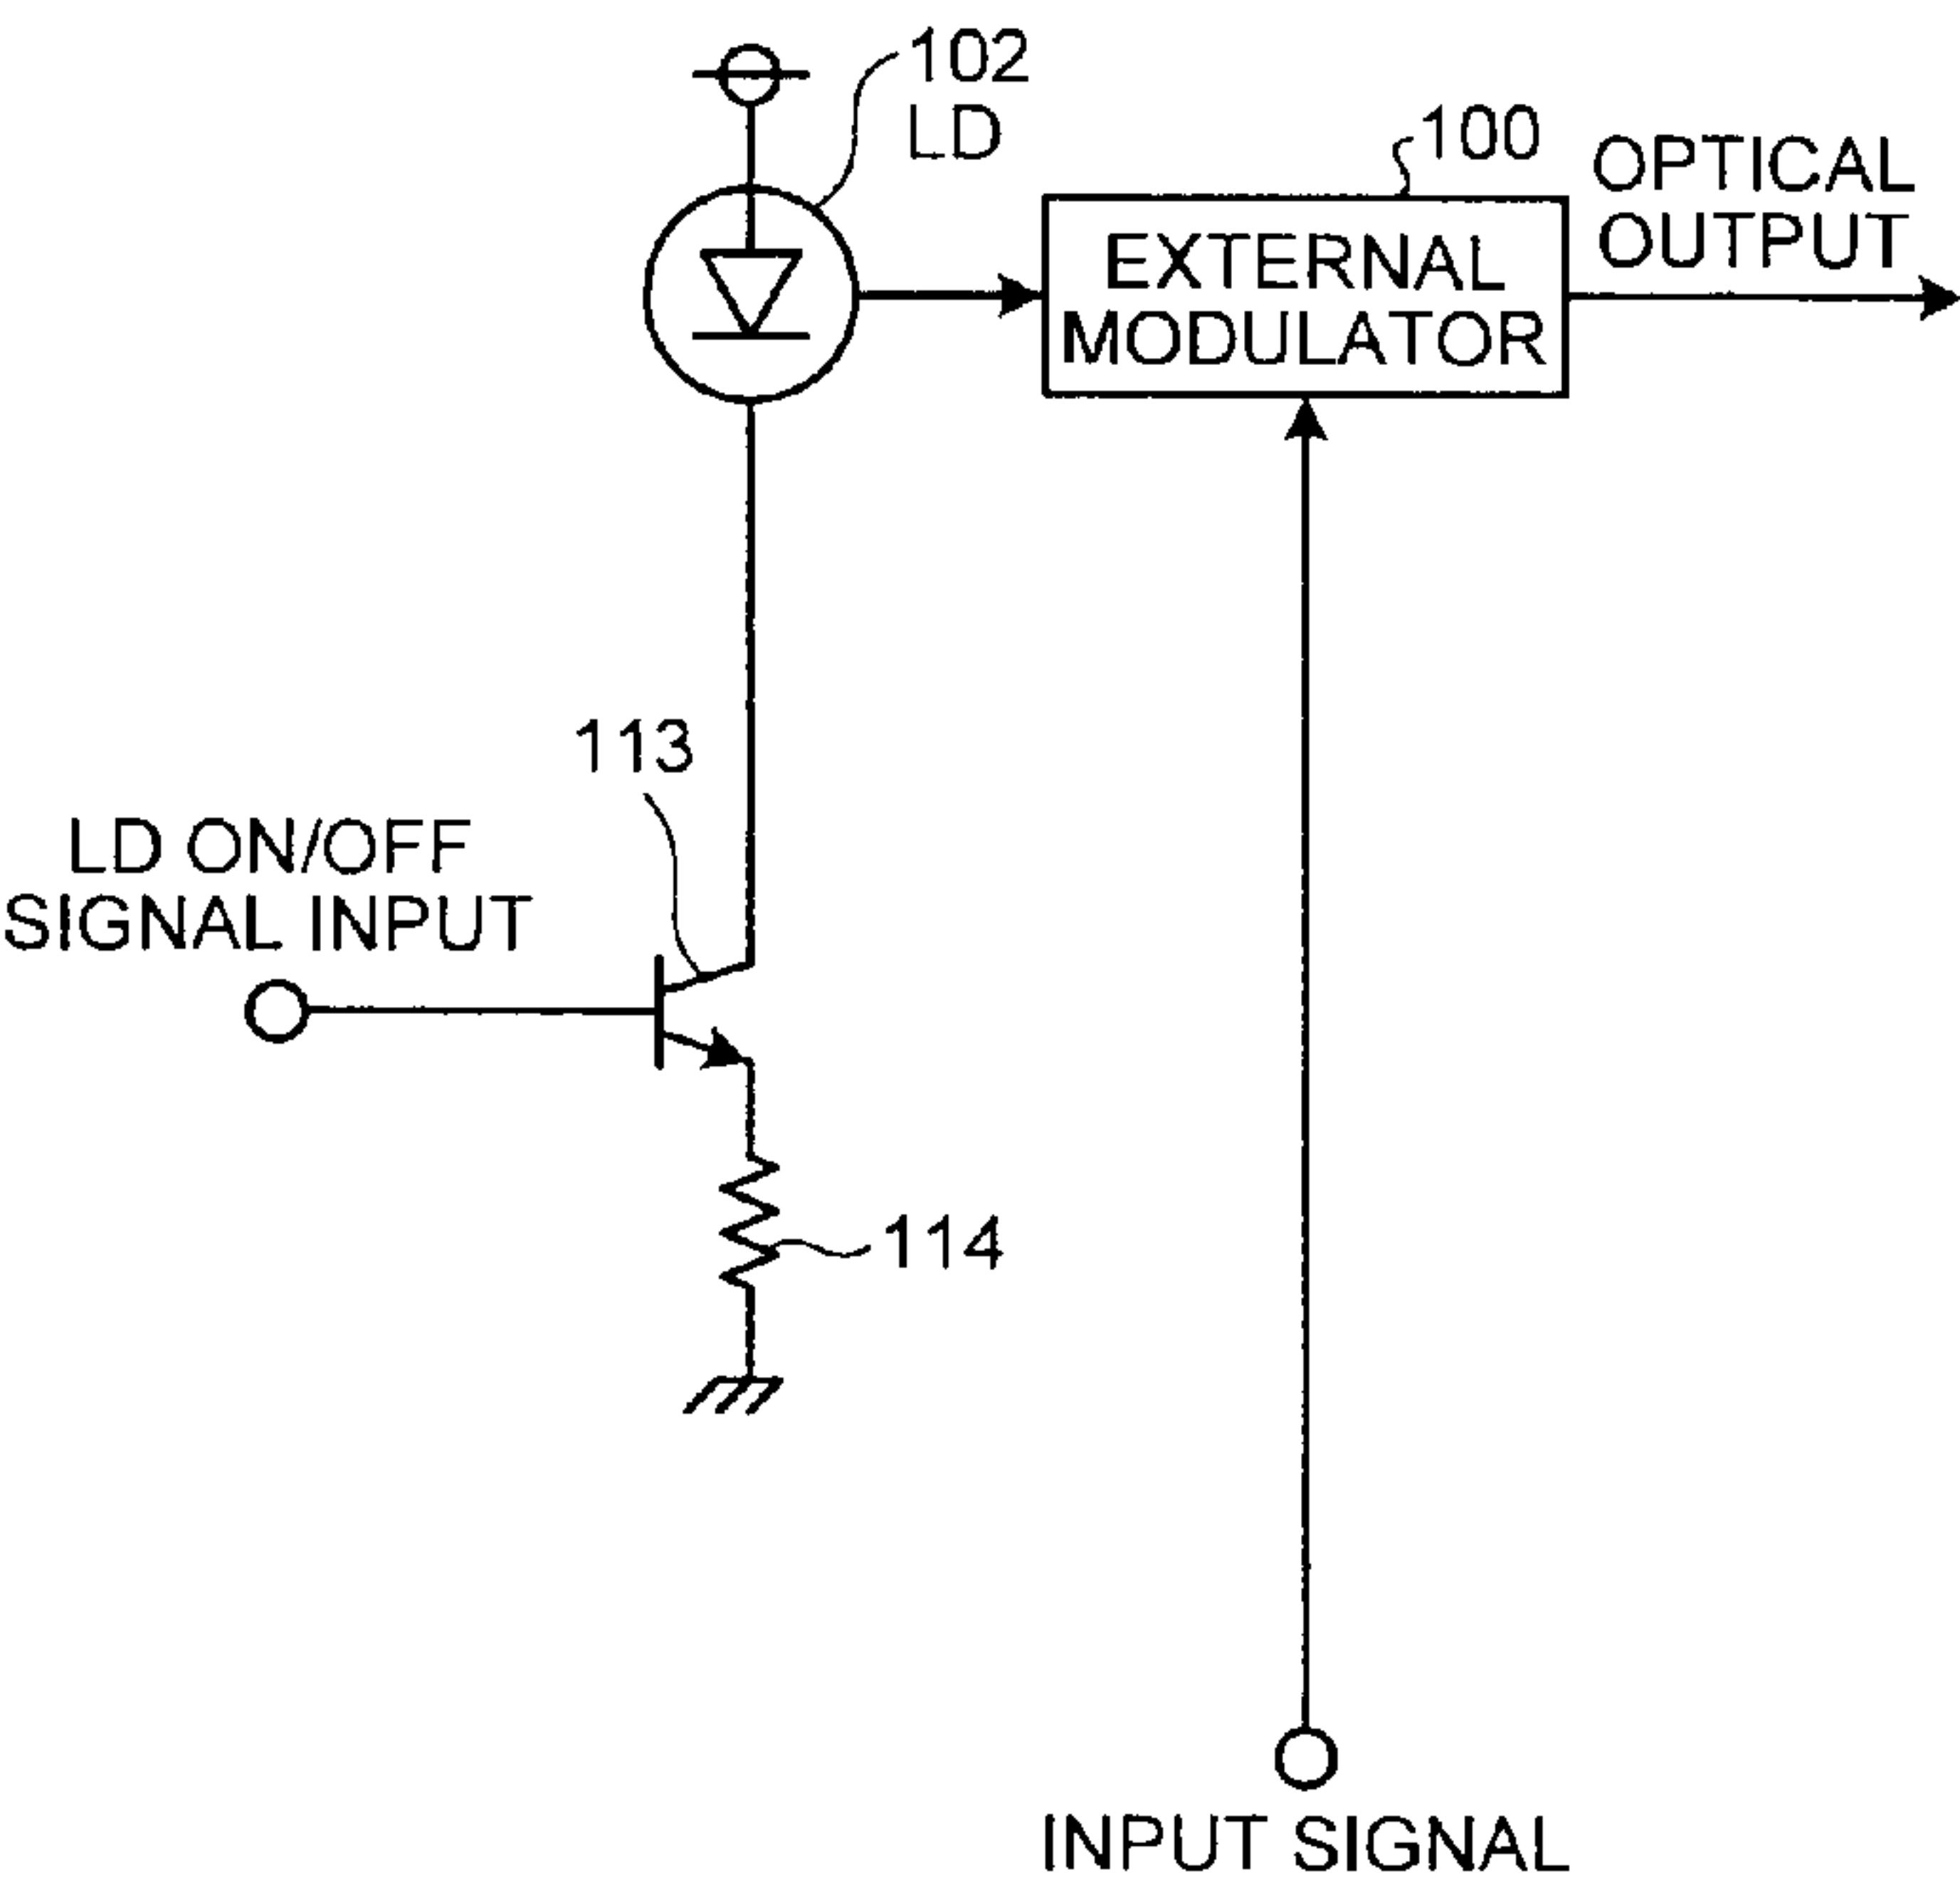 102
LD
100
OPTICAL
OUTPUT
EXTERNAL
MODULATOR
113
LD ON/OFF
SIGNAL INPUT
114
INPUT SIGNAL